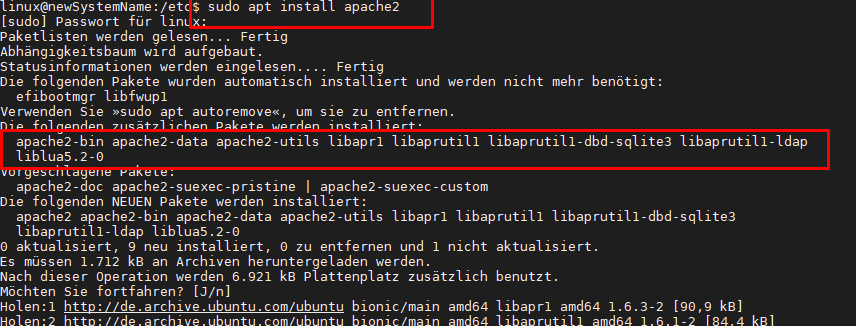 linux@newSystemName:/etc$ sudo apt install apache2
[sudo] Passwort für linux:
Paketlisten werden gelesen... Fertig
Abhängigkeitsbaum wird aufgebaut.
Statusinformationen werden eingelesen.... Fertig
Die folgenden Pakete wurden automatisch installiert und werden nicht mehr benötigt:
  efibootmgr libfwup1
Verwenden Sie »sudo apt autoremove«, um sie zu entfernen.
Die folgenden zusätzlichen Pakete werden installiert:
  apache2-bin apache2-data apache2-utils libapr1 libaprutil1 libaprutil1-dbd-sqlite3 libaprutil1-ldap
  liblua5.2-0
Vorgeschlagene Pakete:
  apache2-doc apache2-suexec-pristine | apache2-suexec-custom
Die folgenden NEUEN Pakete werden installiert:
  apache2 apache2-bin apache2-data apache2-utils libapr1 libaprutil1 libaprutil1-dbd-sqlite3
  libaprutil1-ldap liblua5.2-0
0 aktualisiert, 9 neu installiert, 0 zu entfernen und 1 nicht aktualisiert.
Es müssen 1.712 kB an Archiven heruntergeladen werden.
Nach dieser Operation werden 6.921 kB Plattenplatz zusätzlich benutzt.
Möchten Sie fortfahren? [J/n]
Holen:1 http://de.archive.ubuntu.com/ubuntu bionic/main amd64 libapr1 amd64 1.6.3-2 [90,9 kB]
Holen:2 http://de.archive.ubuntu.com/ubuntu bionic/main amd64 libaprutil1 amd64 1.6.1-2 [84,4 kB]